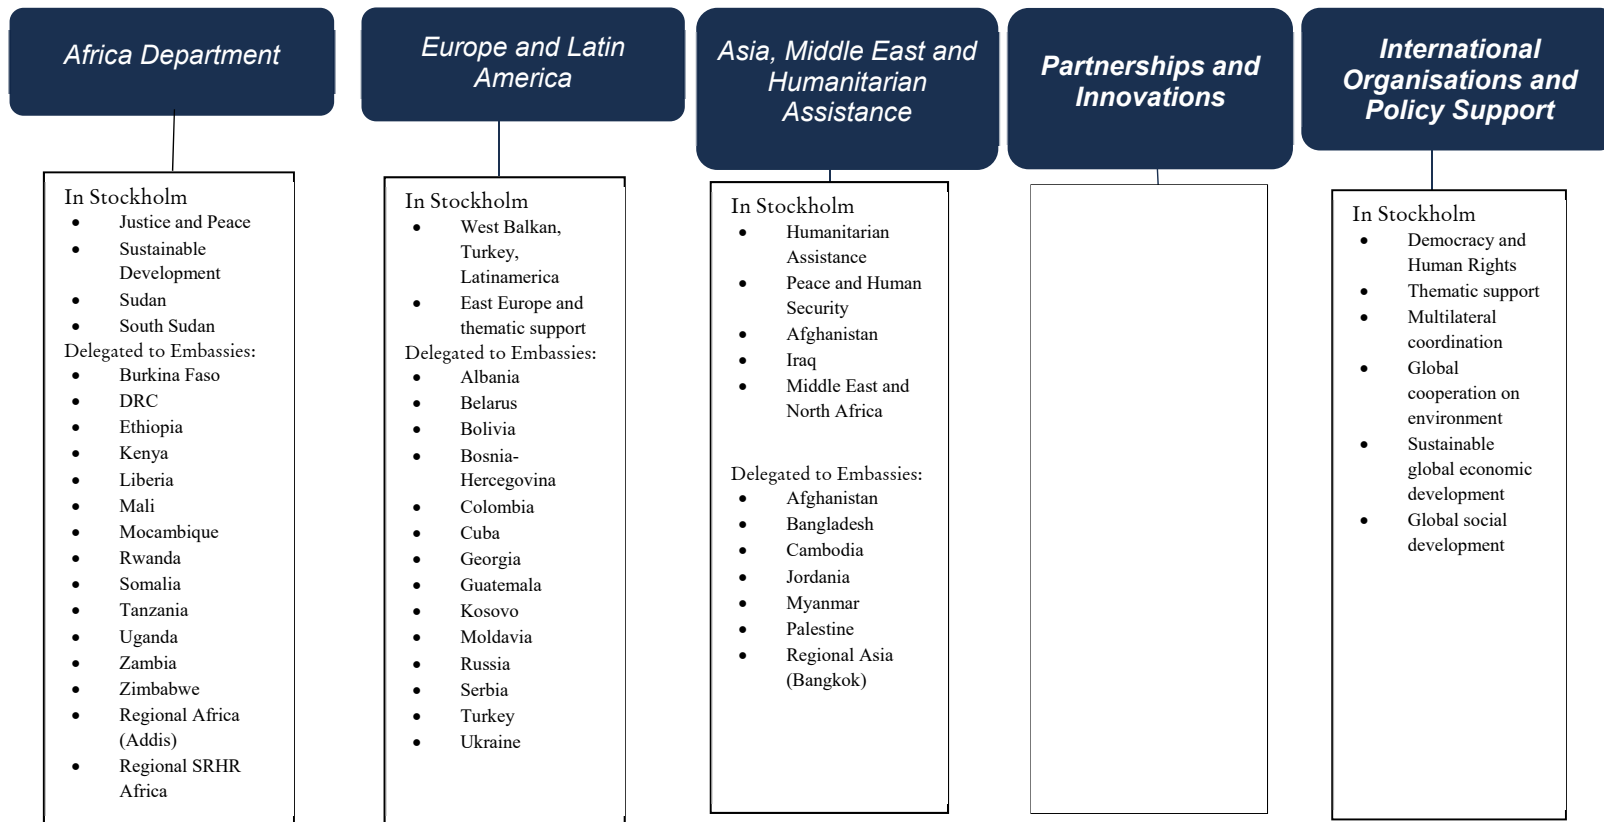 Africa Department
Europe and Latin
America
Asia, Middle East and
Humanitarian
Assistance
Partnerships and
Innovations
International
Organisations and
Policy Support
In Stockholm
• Justice and Peace
• Sustainable
Development
• Sudan
• South Sudan
Delegated to Embassies:
• Burkina Faso
• DRC
• Ethiopia
• Kenya
• Liberia
• Mali
• Mocambique
• Rwanda
• Somalia
• Tanzania
• Uganda
• Zambia
• Zimbabwe
• Regional Africa
(Addis)
• Regional SRHR
Africa
In Stockholm
• West Balkan,
Turkey,
Latinamerica
• East Europe and
thematic support
Delegated to Embassies:
• Albania
• Belarus
• Bolivia
• Bosnia-
Hercegovina
• Colombia
• Cuba
• Georgia
• Guatemala
• Kosovo
• Moldavia
• Russia
• Serbia
• Turkey
• Ukraine
In Stockholm
• Humanitarian
Assistance
• Peace and Human
Security
• Afghanistan
• Iraq
• Middle East and
North Africa
Delegated to Embassies:
• Afghanistan
• Bangladesh
• Cambodia
• Jordania
• Myanmar
• Palestine
• Regional Asia
(Bangkok)
In Stockholm
• Democracy and
Human Rights
• Thematic support
• Multilateral
coordination
• Global
cooperation on
environment
• Sustainable
global economic
development
• Global social
development